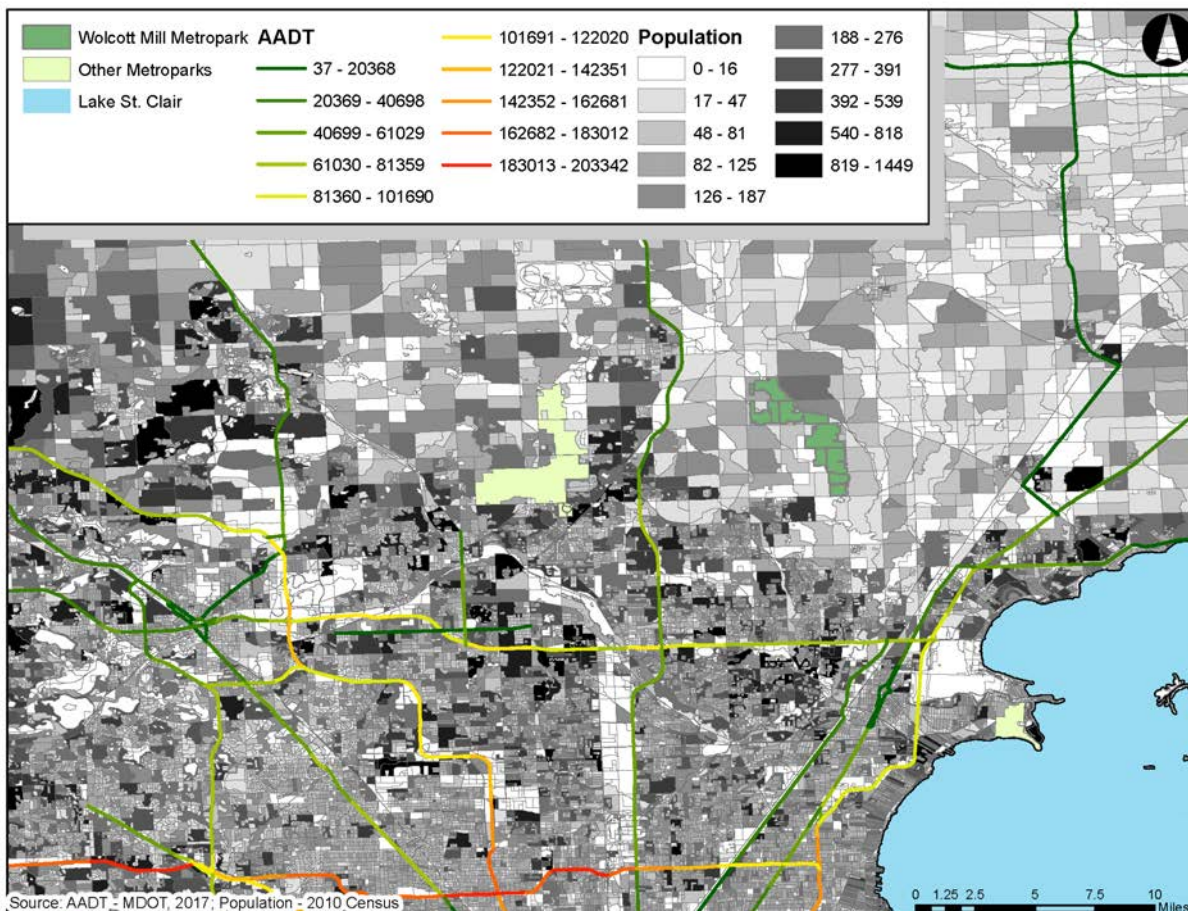 Wolcott Mill Metropark
Other Metroparks
Lake St. Clair
AADT
37 - 20368
20369 - 40698
40699 - 61029
61030 - 81359
81360 - 101690
101691 - 122020
122021 - 142351
142352 - 162681
162682 - 183012
183013 - 203342
Population
0 - 16
17 - 47
48 - 81
82 - 125
126 - 187
188 - 276
277 - 391
392 - 539
540 - 818
819 - 1449
Source: AADT - MDOT, 2017; Population - 2010 Census
0 1.25 2.5 5 7.5 10
Miles